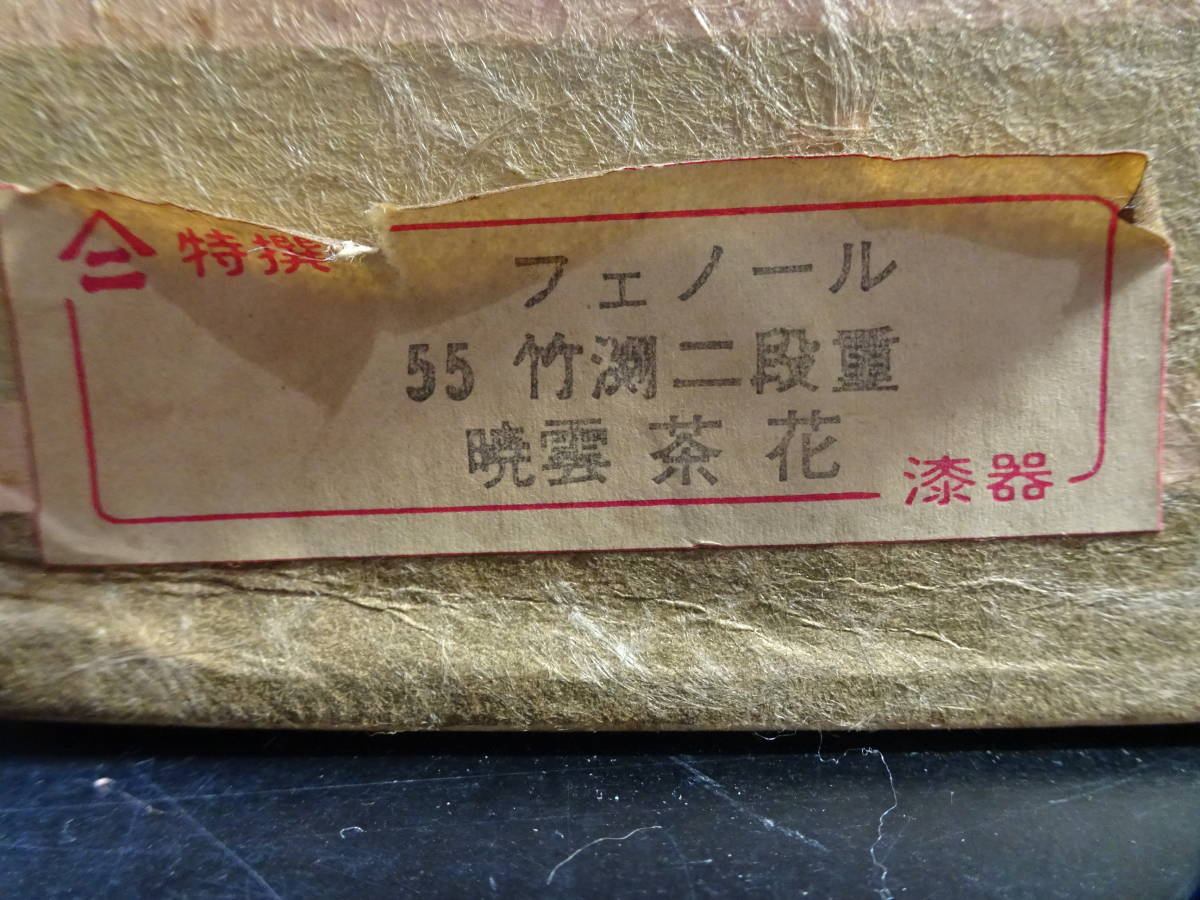 特撰
フェノール
55 竹渕二段重
暁雲 茶 花
漆器